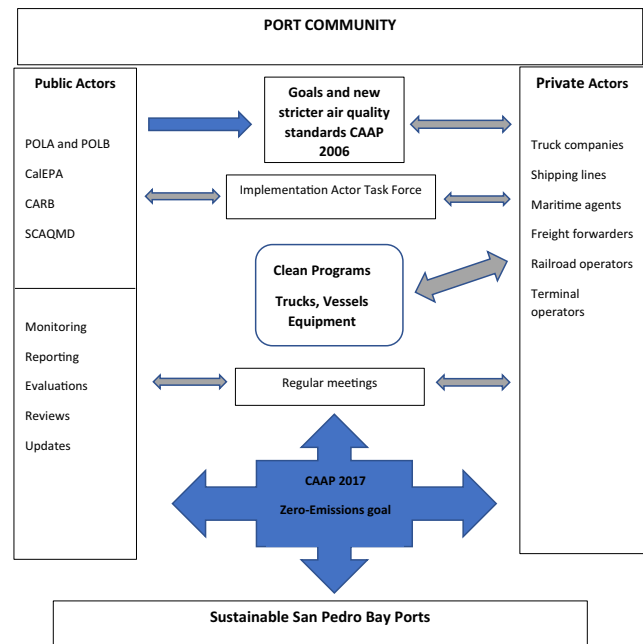 PORT COMMUNITY
Public Actors
POLA and POLB
CalEPA
CARB
SCAQMD
Monitoring
Reporting
Evaluations
Reviews
Updates
Goals and new
stricter air quality
standards CAAP
2006
Implementation Actor Task Force
Clean Programs
Trucks, Vessels
Equipment
Regular meetings
CAAP 2017
Zero-Emissions goal
Private Actors
Truck companies
Shipping lines
Maritime agents
Freight forwarders
Railroad operators
Terminal
operators
Sustainable San Pedro Bay Ports